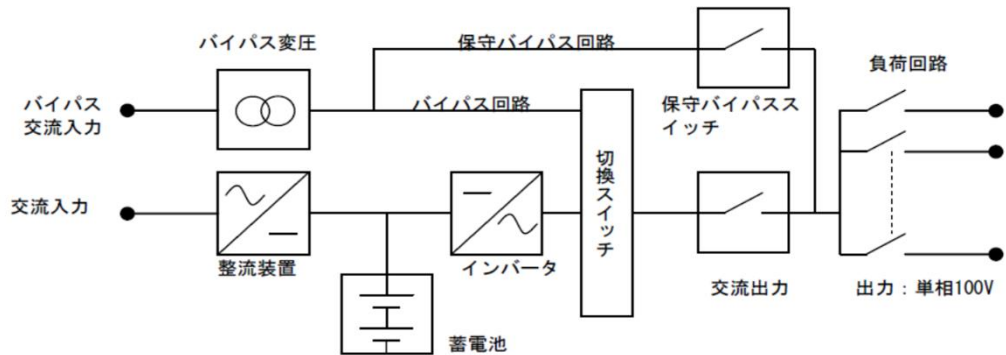 バイパス変圧
保守バイパス回路
負荷回路
バイパス
交流入力
バイパス回路
保守バイパスス
イッチ
切換スイッチ
交流入力
整流装置
インバータ
交流出力
出力：単相100V
蓄電池